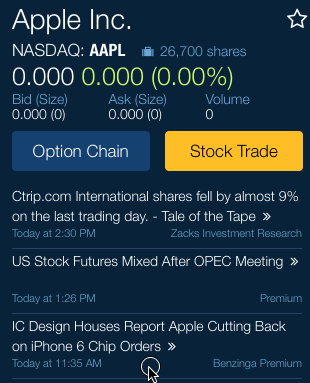 Apple Inc.
NASDAQ: AAPL 26,700 shares
0.000 0.000 (0.00%)
Bid (Size) Ask (Size) Volume
0.000 (0) 0.000 (0) 0
Option Chain Stock Trade
Ctrip.com International shares fell by almost 9%
on the last trading day. - Tale of the Tape »
Today at 2:30 PM Zacks Investment Research
US Stock Futures Mixed After OPEC Meeting »
Today at 1:26 PM Premium
IC Design Houses Report Apple Cutting Back
on iPhone 6 Chip Orders »
Today at 11:35 AM Benzinga Premium